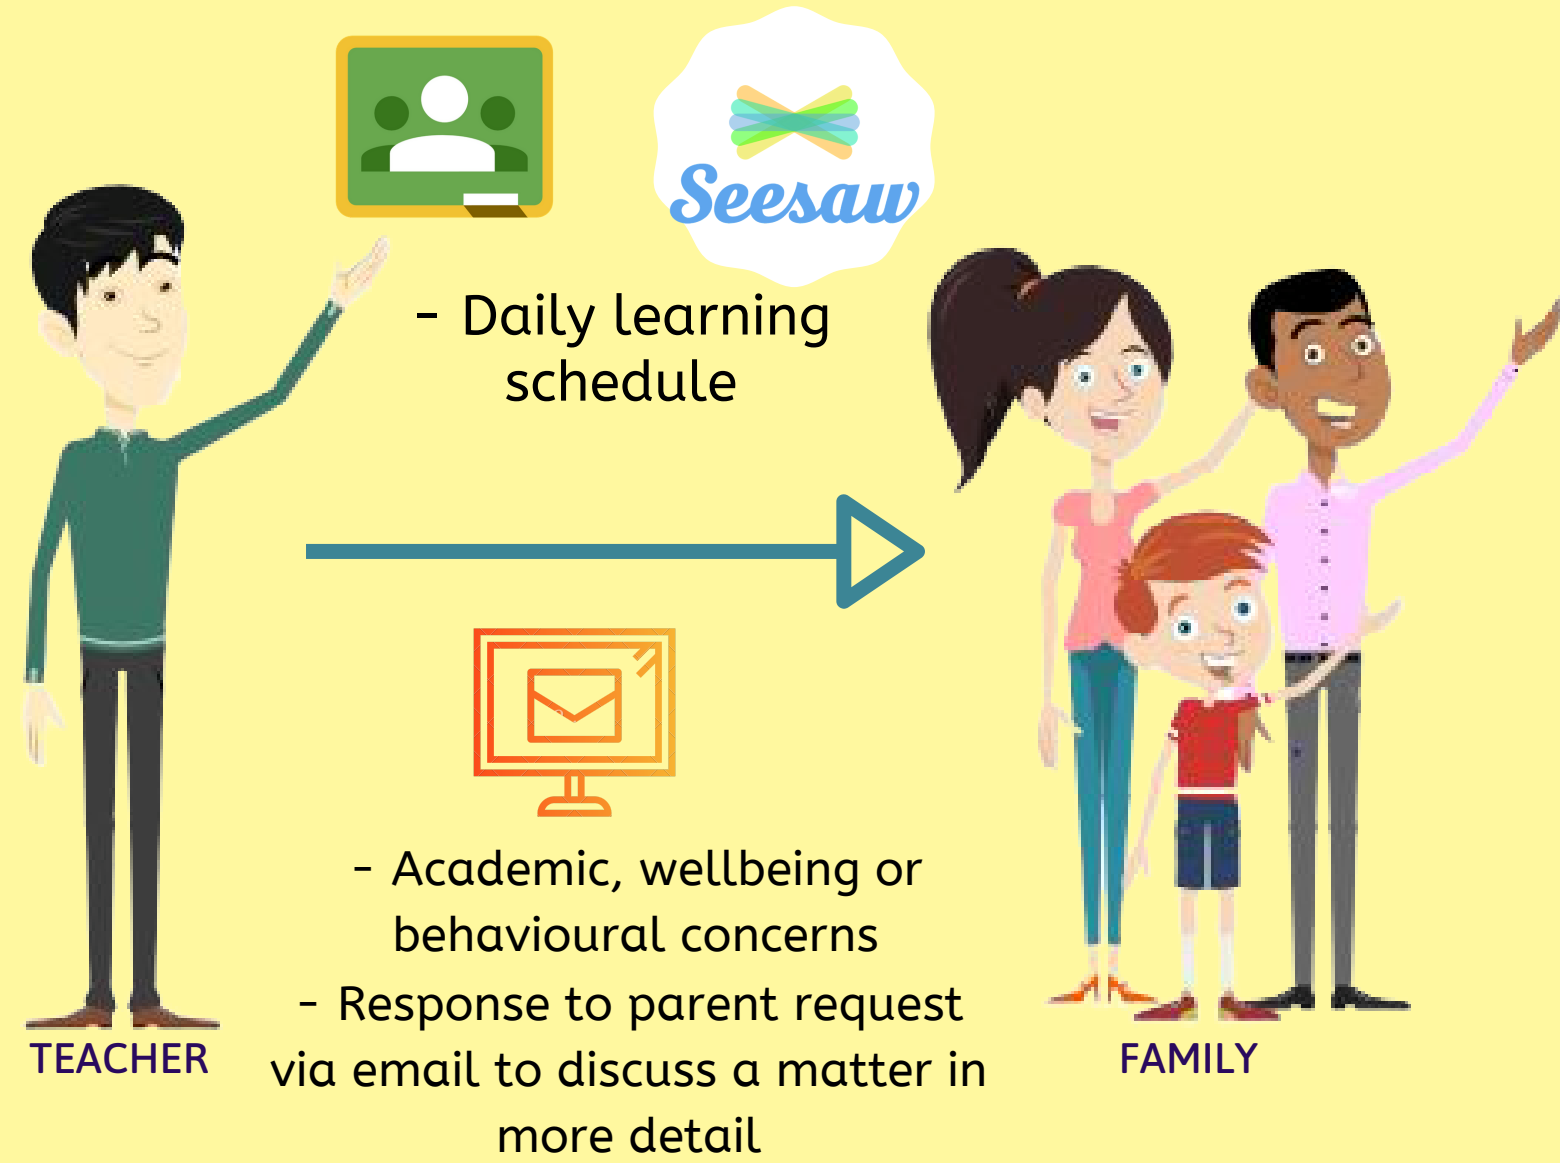 Seesaw
- Daily learning
schedule
- Academic, wellbeing or
behavioural concerns
- Response to parent request
via email to discuss a matter in
more detail
TEACHER
FAMILY